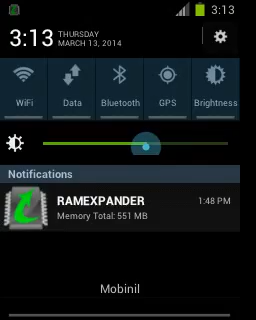 3:13
3:13 THURSDAY
MARCH 13, 2014
WiFi Data Bluetooth GPS Brightness
Notifications
RAMEXPANDER 1:48 PM
Memory Total: 551 MB
Mobinil